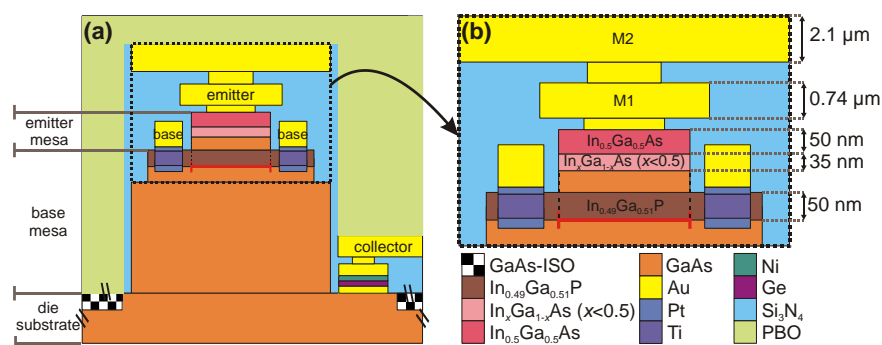 (a)
emitter
base
base
collector
emitter
mesa
base
mesa
die
substrate
(b)
M2
M1
In0.5Ga0.5As
InxGa1-xAs (x<0.5)
In0.49Ga0.51P
2.1 µm
0.74 µm
50 nm
35 nm
50 nm
GaAs-ISO
In0.49Ga0.51P
InxGa1-xAs (x<0.5)
In0.5Ga0.5As
GaAs
Au
Pt
Ti
Ni
Ge
Si3N4
PBO